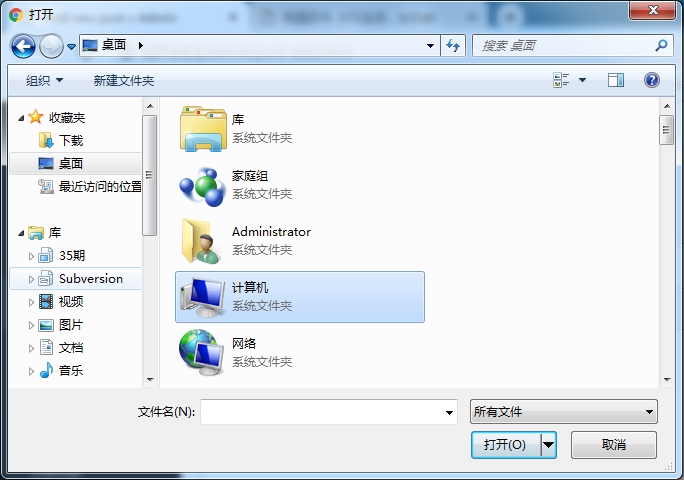 打开
桌面
搜索 桌面
组织
新建文件夹
收藏夹
下载
桌面
最近访问的位置
库
35期
Subversion
视频
图片
文档
音乐
库
系统文件夹
家庭组
系统文件夹
Administrator
系统文件夹
计算机
系统文件夹
网络
系统文件夹
文件名(N):
所有文件
打开(O)
取消